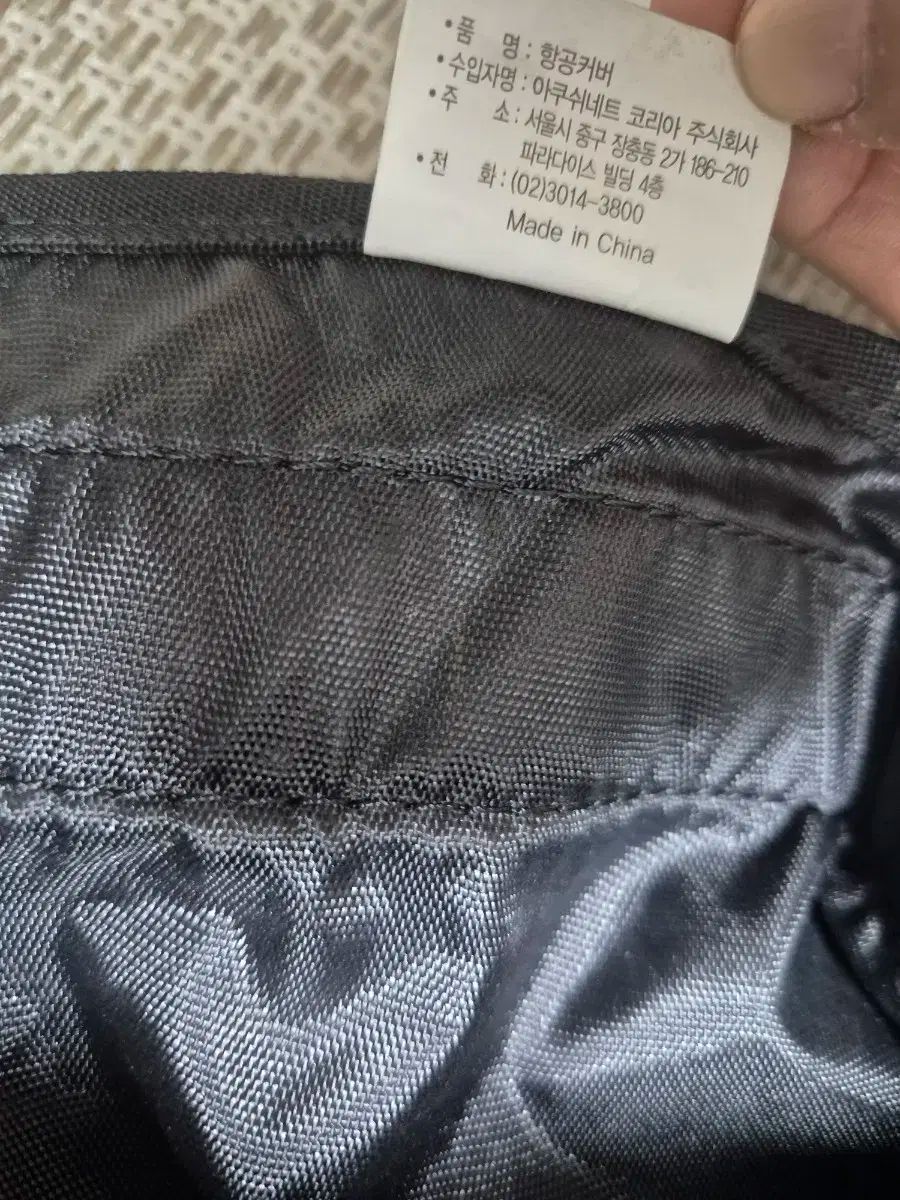 •품 명 : 항공커버
•수입자명 : 아쿠쉬네트 코리아 주식회사
•주 소 : 서울시 중구 장충동 2가 186-210
파라다이스 빌딩 4층
•전 화 : (02)3014-3800
Made in China